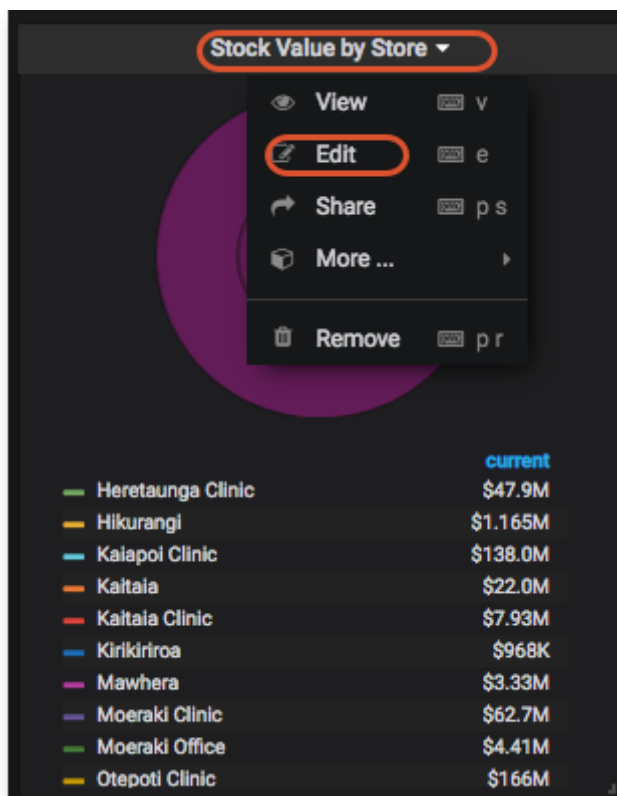 Stock Value by Store
View v
Edit e
Share p s
More ...
Remove p r
current
Heretaunga Clinic $47.9M
Hikurangi $1.165M
Kaiapoi Clinic $138.0M
Kaitaia $22.0M
Kaitaia Clinic $7.93M
Kirikiriroa $968K
Mawhera $3.33M
Moeraki Clinic $62.7M
Moeraki Office $4.41M
Otepoti Clinic $166M